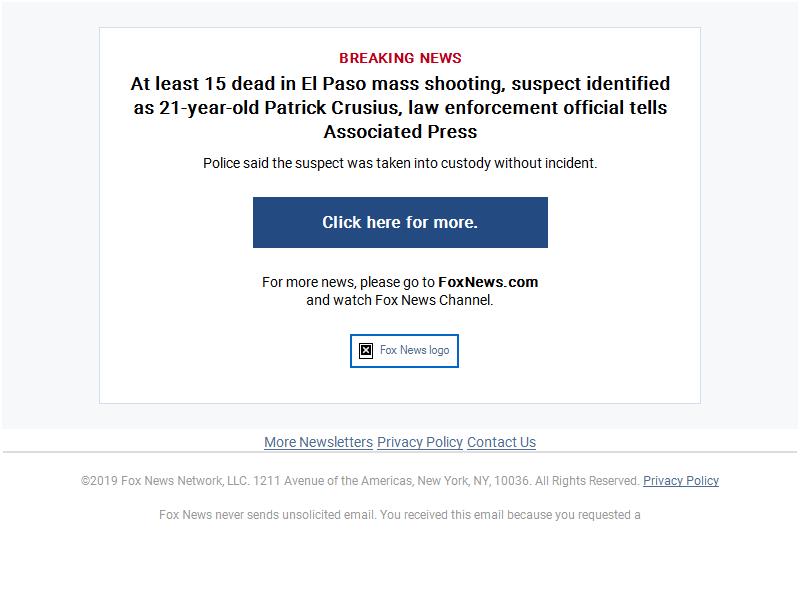 BREAKING NEWS
At least 15 dead in El Paso mass shooting, suspect identified
as 21-year-old Patrick Crusius, law enforcement official tells
Associated Press
Police said the suspect was taken into custody without incident.
Click here for more.
For more news, please go to FoxNews.com
and watch Fox News Channel.
Fox News logo
More Newsletters Privacy Policy Contact Us
©2019 Fox News Network, LLC. 1211 Avenue of the Americas, New York, NY, 10036. All Rights Reserved. Privacy Policy
Fox News never sends unsolicited email. You received this email because you requested a